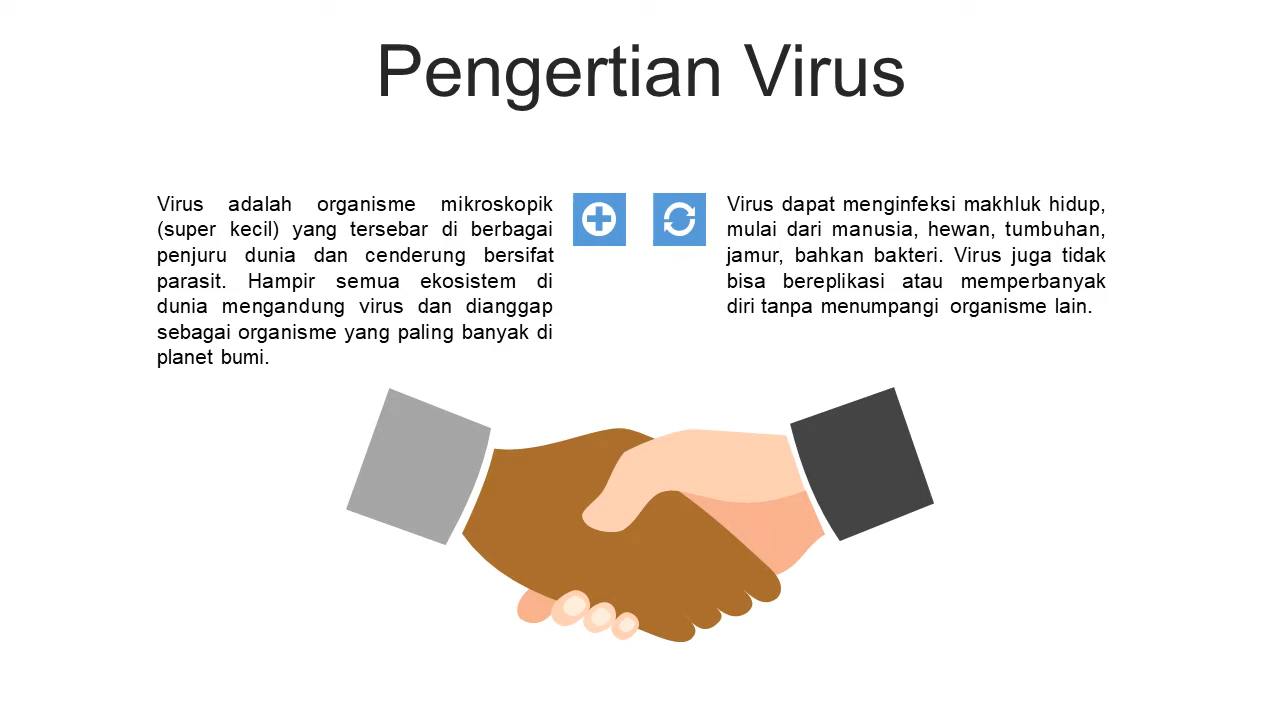 Pengertian Virus
Virus adalah organisme mikroskopik
(super kecil) yang tersebar di berbagai
penjuru dunia dan cenderung bersifat
parasit. Hampir semua ekosistem di
dunia mengandung virus dan dianggap
sebagai organisme yang paling banyak di
planet bumi.
Virus dapat menginfeksi makhluk hidup,
mulai dari manusia, hewan, tumbuhan,
jamur, bahkan bakteri. Virus juga tidak
bisa bereplikasi atau memperbanyak
diri tanpa menumpangi organisme lain.